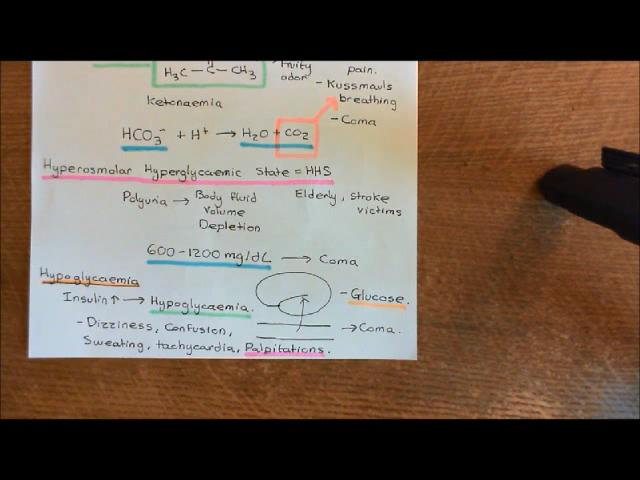 H₃C - C - CH₃
fruity
odor
pain.
- Kussmauls
breathing
- Coma
Ketonaemia
HCO₃⁻ + H⁺ → H₂O + CO₂
Hyperosmolar Hyperglycaemic State = HHS
Polyuria → Body fluid
Volume
Depletion
Elderly, stroke
victims
600 - 1200 mg/dL → Coma
Hypoglycaemia
Insulin ↑ → Hypoglycaemia.
- Glucose.
- Dizziness, Confusion,
Sweating, tachycardia, Palpitations.
→ Coma.